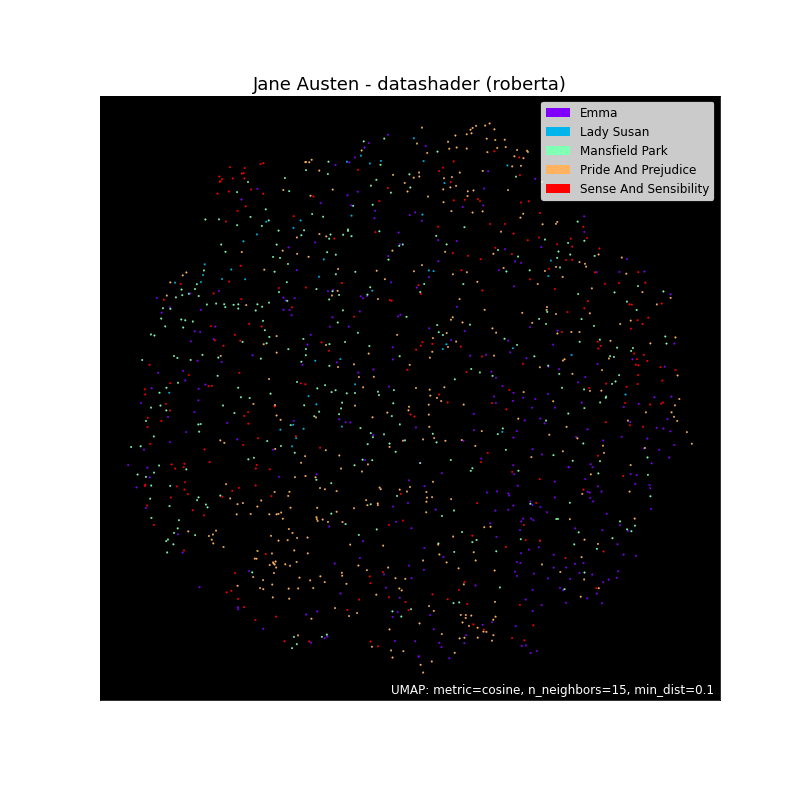 Jane Austen - datashader (roberta)
Emma
Lady Susan
Mansfield Park
Pride And Prejudice
Sense And Sensibility
UMAP: metric=cosine, n_neighbors=15, min_dist=0.1